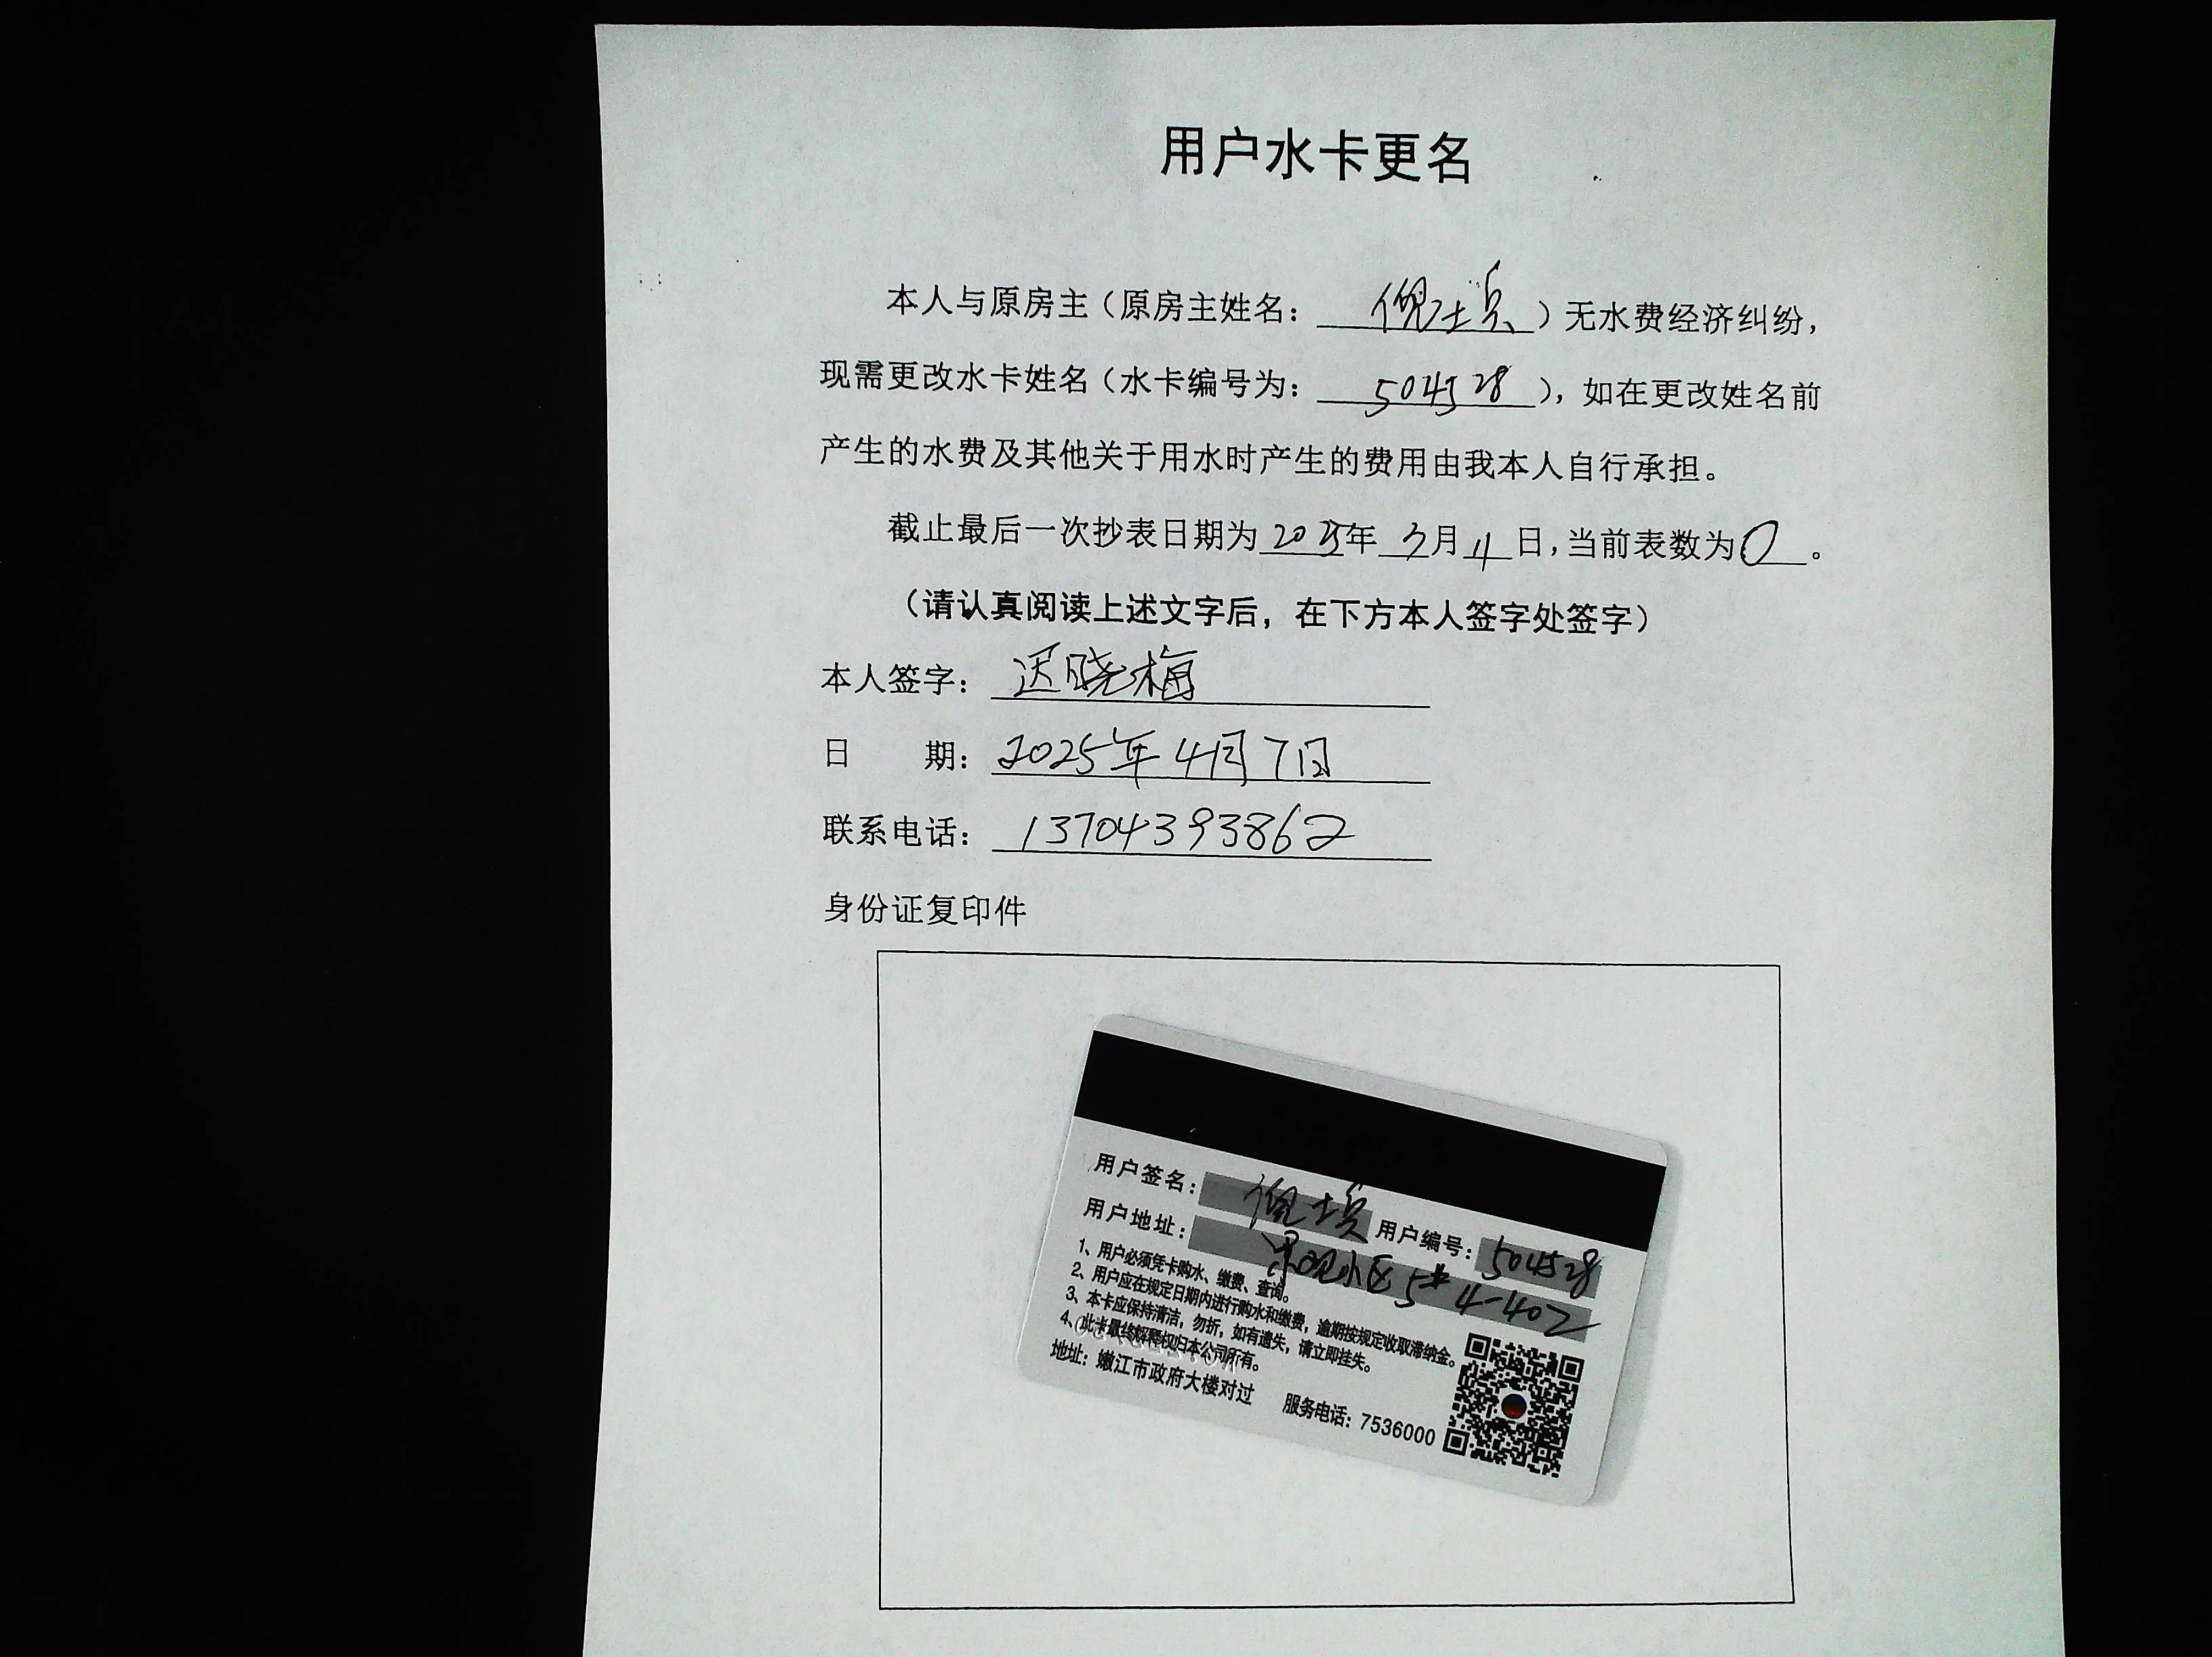 用户水卡更名
本人与原房主（原房主姓名：倪士兵）无水费经济纠纷，
现需更改水卡姓名（水卡编号为：504528），如在更改姓名前
产生的水费及其他关于用水时产生的费用由我本人自行承担。
截止最后一次抄表日期为2025年3月4日，当前表数为0。
（请认真阅读上述文字后，在下方本人签字处签字）
本人签字：迟晓梅
日 期：2025年4月7日
联系电话：13704393862
身份证复印件
用户签名：倪士兵 用户编号：504528
用户地址：小区5#4-402
1、用户必须凭卡购水、缴费、查询。
2、用户应在规定日期内进行购水和缴费，逾期按规定收取滞纳金。
3、本卡应保持清洁，勿折，如有遗失，请立即挂失。
4、此卡最终解释权归本公司所有。
地址：嫩江市政府大楼对过 服务电话：7536000